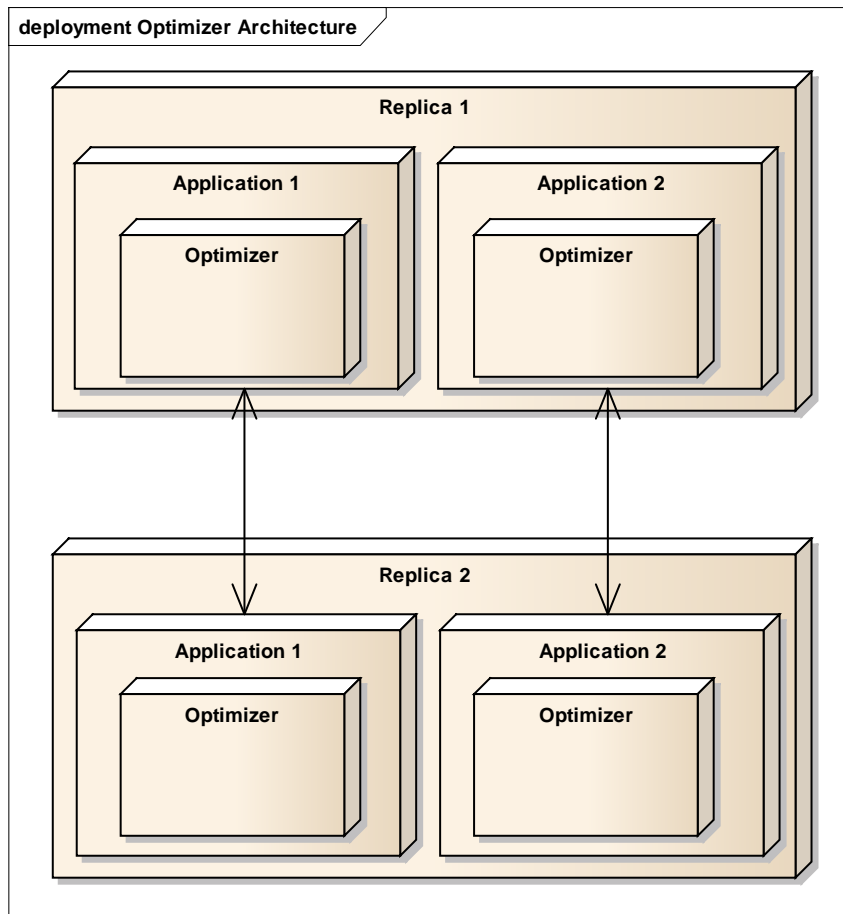 deployment Optimizer Architecture
Replica 1
Application 1
Application 2
Optimizer
Optimizer
Replica 2
Application 1
Application 2
Optimizer
Optimizer